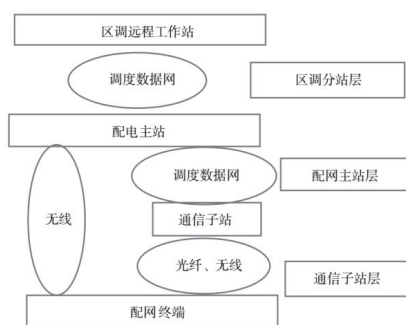 区调远程工作站
调度数据网
区调分站层
配电主站
调度数据网
配网主站层
无线
通信子站
光纤、无线
通信子站层
配网终端